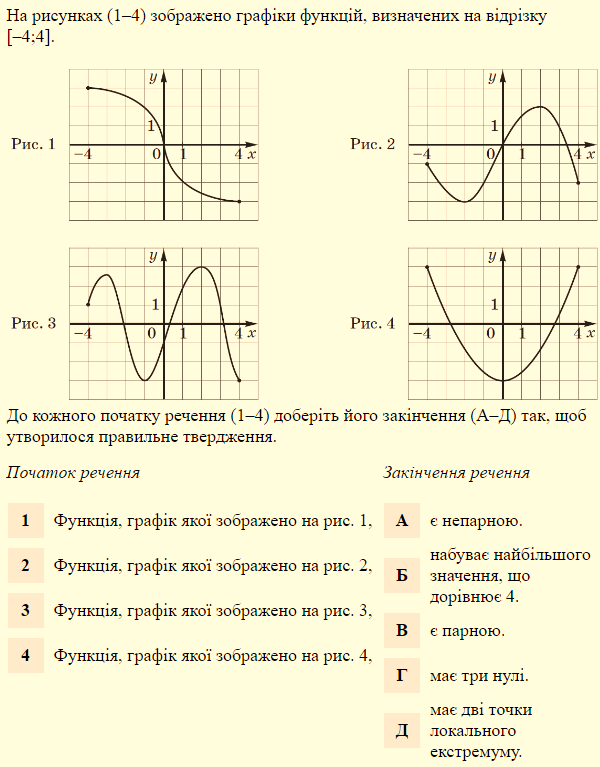 На рисунках (1–4) зображено графіки функцій, визначених на відрізку
[–4;4].
Рис. 1
y
1
–4
0
1
4
x
Рис. 2
y
1
–4
0
1
4
x
Рис. 3
y
1
–4
0
1
4
x
Рис. 4
y
1
–4
0
1
4
x
До кожного початку речення (1–4) доберіть його закінчення (А–Д) так, щоб
утворилося правильне твердження.
Початок речення
1 Функція, графік якої зображено на рис. 1,
2 Функція, графік якої зображено на рис. 2,
3 Функція, графік якої зображено на рис. 3,
4 Функція, графік якої зображено на рис. 4,
Закінчення речення
А є непарною.
Б набуває найбільшого
значення, що
дорівнює 4.
В є парною.
Г має три нулі.
Д має дві точки
локального
екстремуму.